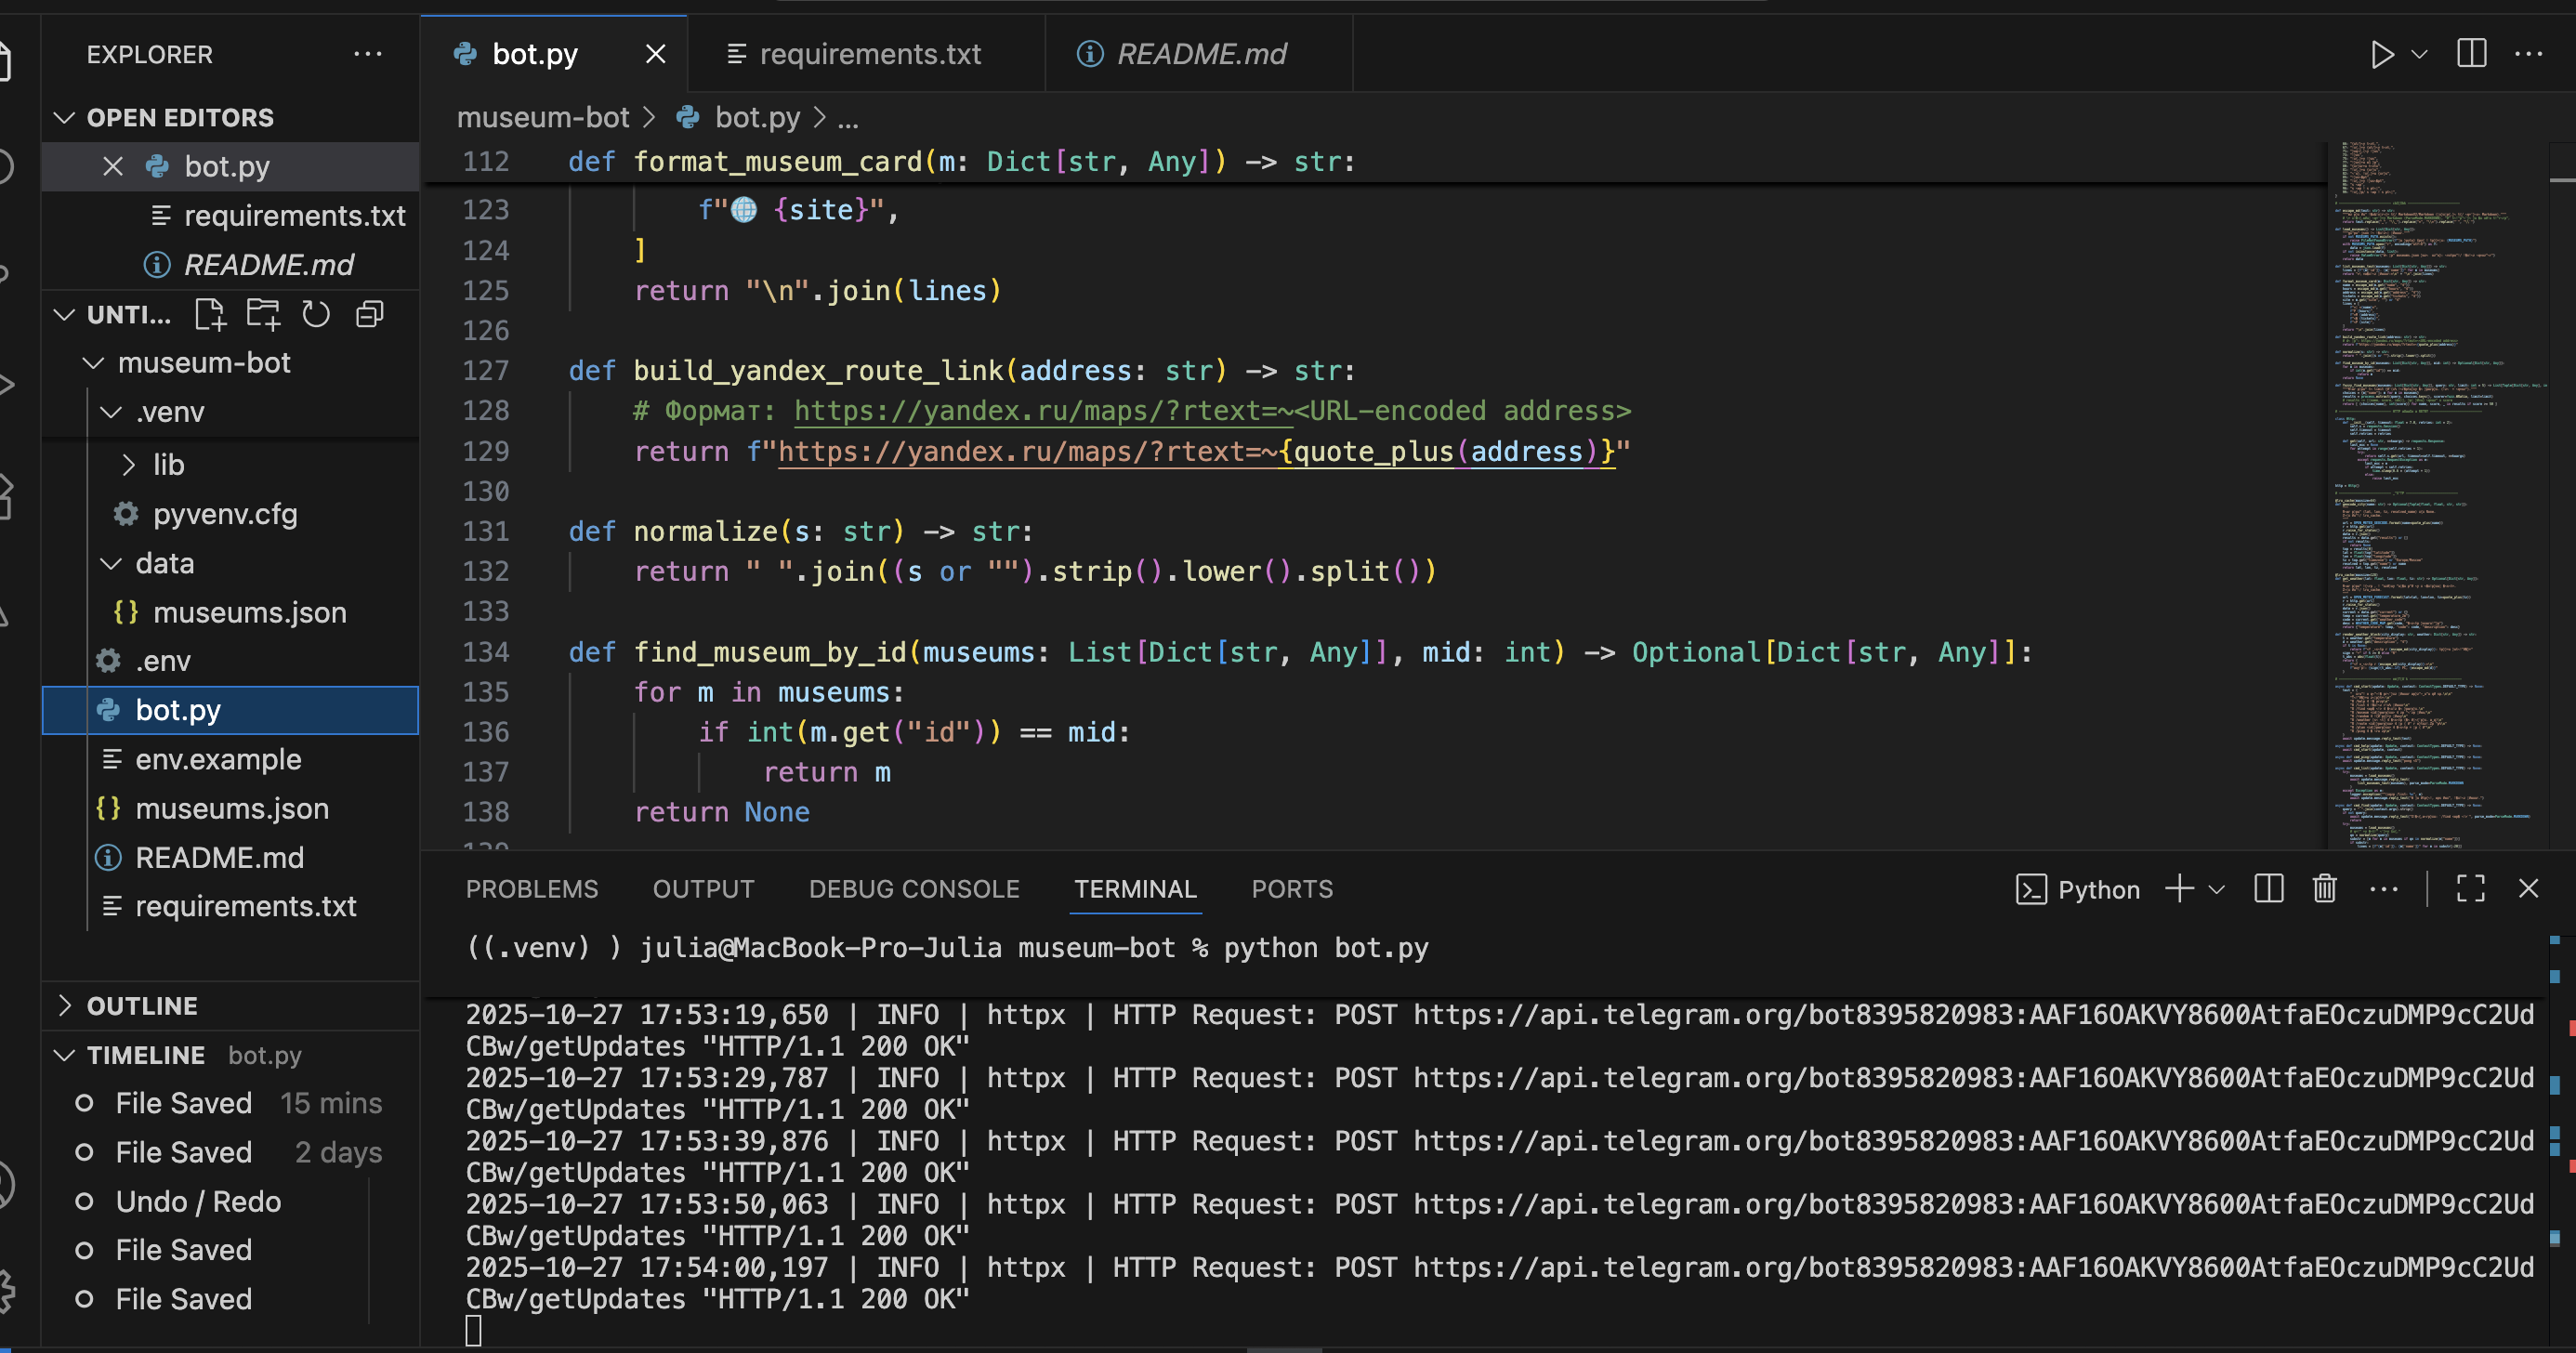 EXPLORER
OPEN EDITORS
bot.py
requirements.txt
README.md
UNTI...
museum-bot
.venv
lib
pyvenv.cfg
data
museums.json
.env
bot.py
env.example
museums.json
README.md
requirements.txt
OUTLINE
TIMELINE bot.py
File Saved 15 mins
File Saved 2 days
Undo / Redo
File Saved
File Saved
bot.py requirements.txt README.md
museum-bot > bot.py > ...
112 def format_museum_card(m: Dict[str, Any]) -> str:
123 f"🌐 {site}",
124 ]
125 return "\n".join(lines)
126
127 def build_yandex_route_link(address: str) -> str:
128 # Формат: https://yandex.ru/maps/?rtext=~<URL-encoded address>
129 return f"https://yandex.ru/maps/?rtext=~{quote_plus(address)}"
130
131 def normalize(s: str) -> str:
132 return " ".join((s or "").strip().lower().split())
133
134 def find_museum_by_id(museums: List[Dict[str, Any]], mid: int) -> Optional[Dict[str, Any]]:
135 for m in museums:
136 if int(m.get("id")) == mid:
137 return m
138 return None
PROBLEMS OUTPUT DEBUG CONSOLE TERMINAL PORTS
Python
((.venv) ) julia@MacBook-Pro-Julia museum-bot % python bot.py
2025-10-27 17:53:19,650 | INFO | httpx | HTTP Request: POST https://api.telegram.org/bot8395820983:AAF16OAKVY8600AtfaEOczuDMP9cC2Ud
CBw/getUpdates "HTTP/1.1 200 OK"
2025-10-27 17:53:29,787 | INFO | httpx | HTTP Request: POST https://api.telegram.org/bot8395820983:AAF16OAKVY8600AtfaEOczuDMP9cC2Ud
CBw/getUpdates "HTTP/1.1 200 OK"
2025-10-27 17:53:39,876 | INFO | httpx | HTTP Request: POST https://api.telegram.org/bot8395820983:AAF16OAKVY8600AtfaEOczuDMP9cC2Ud
CBw/getUpdates "HTTP/1.1 200 OK"
2025-10-27 17:53:50,063 | INFO | httpx | HTTP Request: POST https://api.telegram.org/bot8395820983:AAF16OAKVY8600AtfaEOczuDMP9cC2Ud
CBw/getUpdates "HTTP/1.1 200 OK"
2025-10-27 17:54:00,197 | INFO | httpx | HTTP Request: POST https://api.telegram.org/bot8395820983:AAF16OAKVY8600AtfaEOczuDMP9cC2Ud
CBw/getUpdates "HTTP/1.1 200 OK"